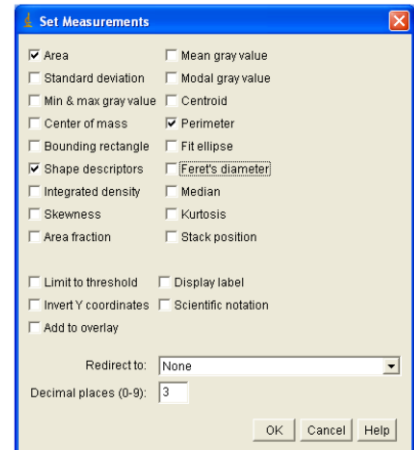 Set Measurements
Area Mean gray value
Standard deviation Modal gray value
Min & max gray value Centroid
Center of mass Perimeter
Bounding rectangle Fit ellipse
Shape descriptors Feret's diameter
Integrated density Median
Skewness Kurtosis
Area fraction Stack position
Limit to threshold Display label
Invert Y coordinates Scientific notation
Add to overlay
Redirect to: None
Decimal places (0-9): 3
OK Cancel Help